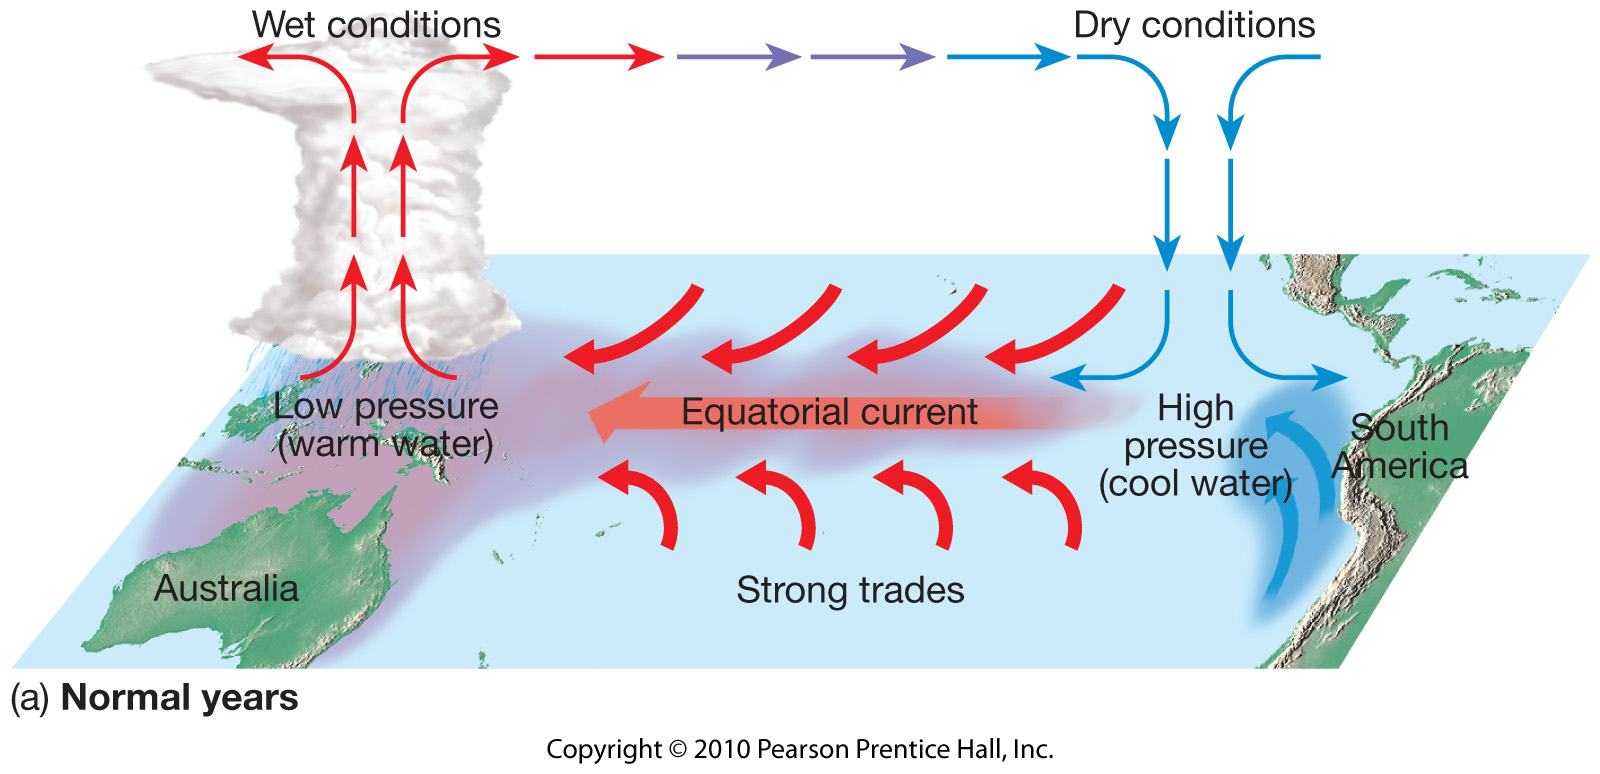 Wet conditions
Dry conditions
Low pressure
(warm water)
Equatorial current
High
pressure
(cool water)
South
America
Australia
Strong trades
(a) Normal years
Copyright © 2010 Pearson Prentice Hall, Inc.